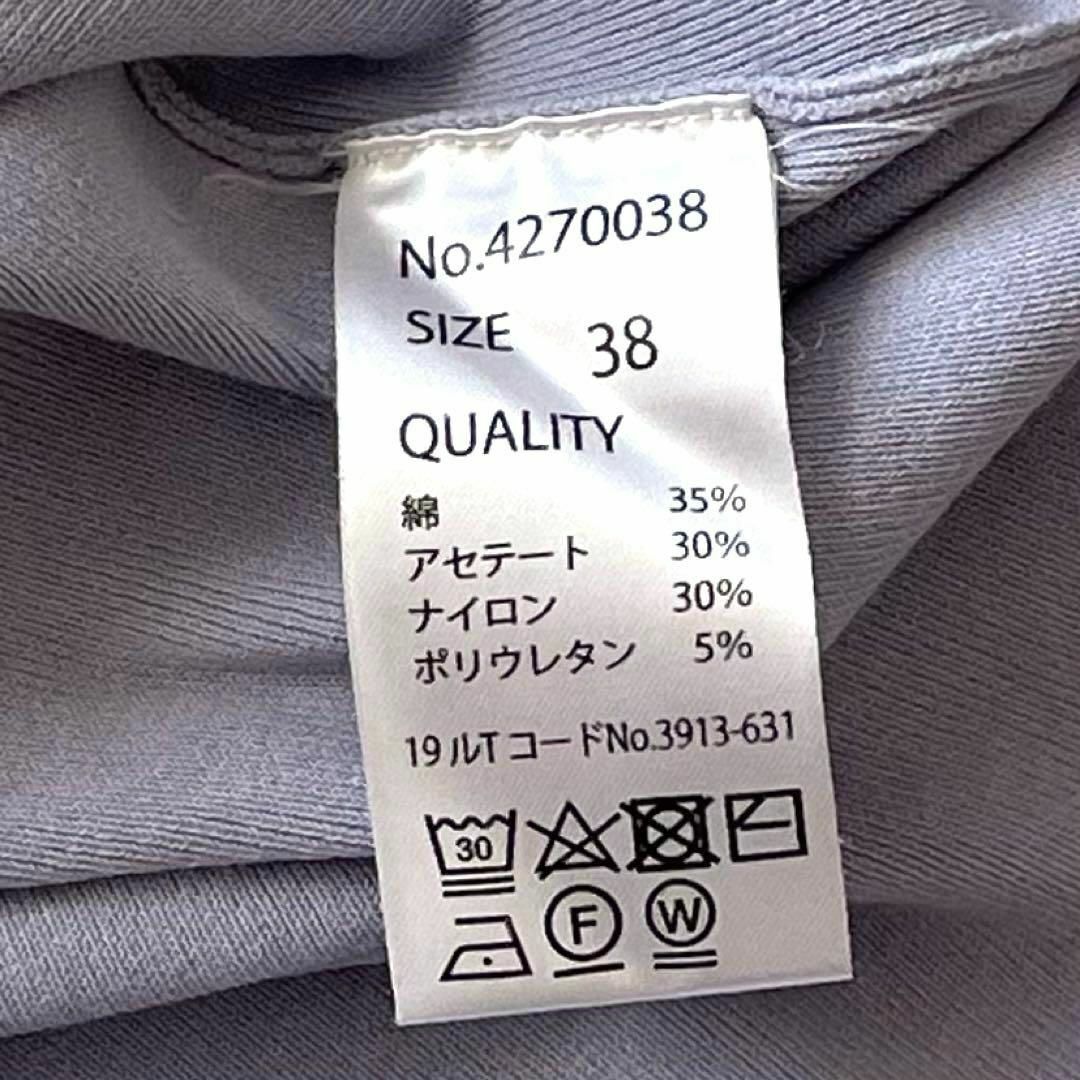 No.4270038
SIZE 38
QUALITY
綿 35%
アセテート 30%
ナイロン 30%
ポリウレタン 5%
19 ルT コードNo.3913-631
30
F W